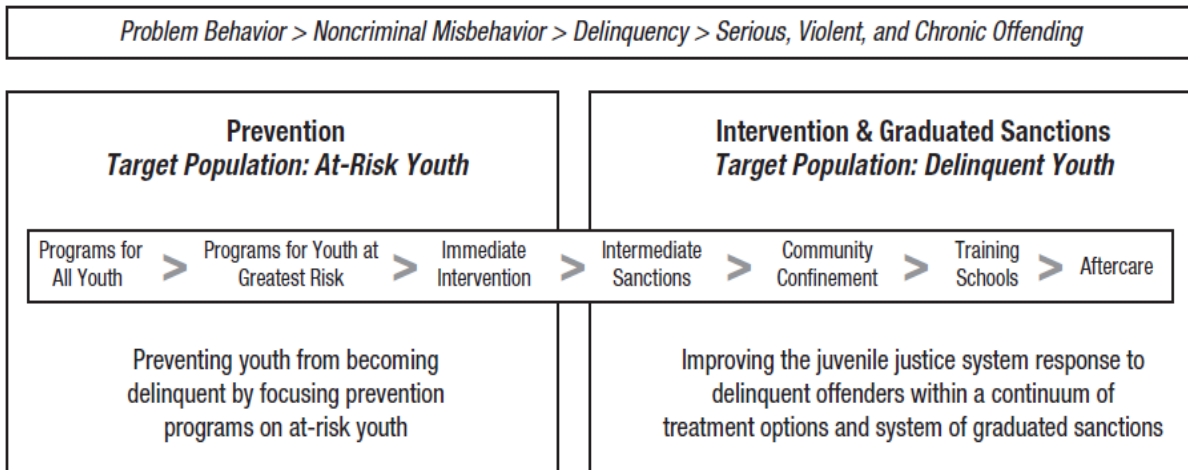 Problem Behavior > Noncriminal Misbehavior > Delinquency > Serious, Violent, and Chronic Offending
Prevention
Target Population: At-Risk Youth
Intervention & Graduated Sanctions
Target Population: Delinquent Youth
Programs for
All Youth
>
Programs for Youth at
Greatest Risk
>
Immediate
Intervention
>
Intermediate
Sanctions
>
Community
Confinement
>
Training
Schools
>
Aftercare
Preventing youth from becoming
delinquent by focusing prevention
programs on at-risk youth
Improving the juvenile justice system response to
delinquent offenders within a continuum of
treatment options and system of graduated sanctions